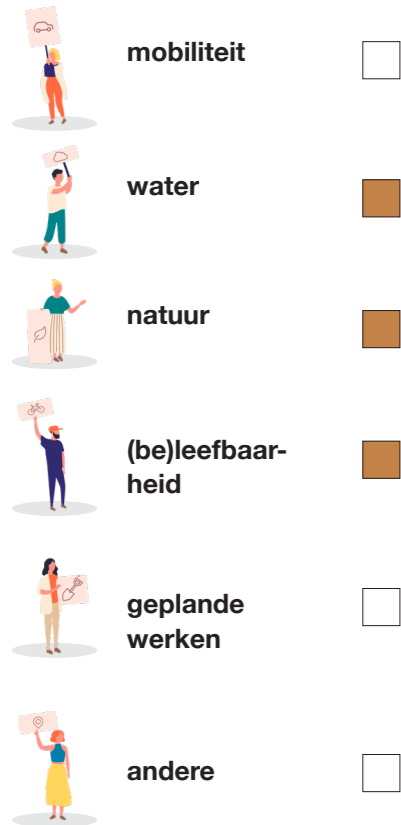 mobiliteit
water
natuur
(be)leefbaar-
heid
geplande
werken
andere